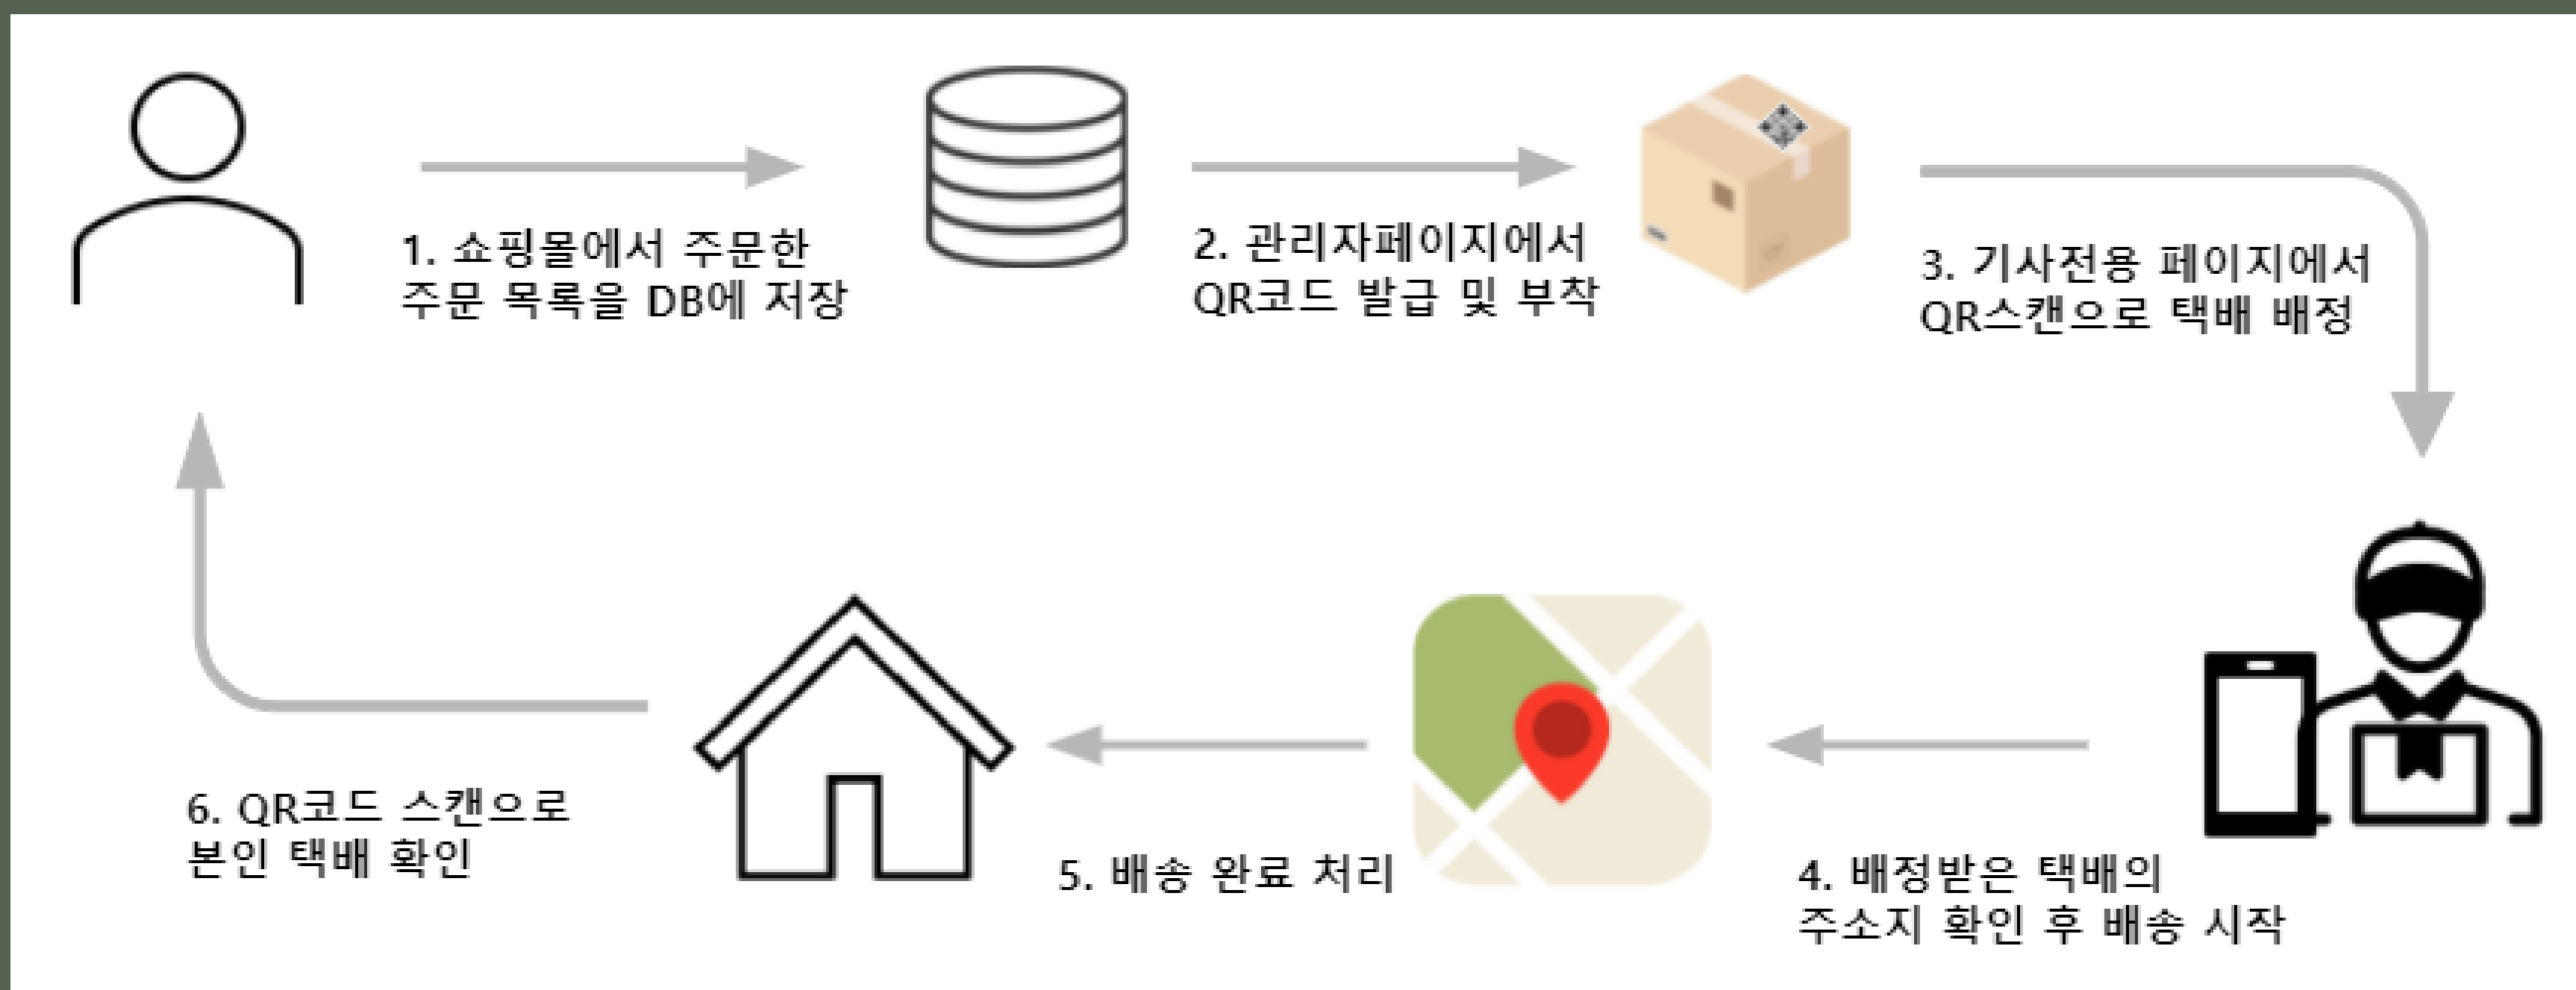 1. 쇼핑몰에서 주문한
주문 목록을 DB에 저장
2. 관리자페이지에서
QR코드 발급 및 부착
3. 기사전용 페이지에서
QR스캔으로 택배 배정
4. 배정받은 택배의
주소지 확인 후 배송 시작
5. 배송 완료 처리
6. QR코드 스캔으로
본인 택배 확인